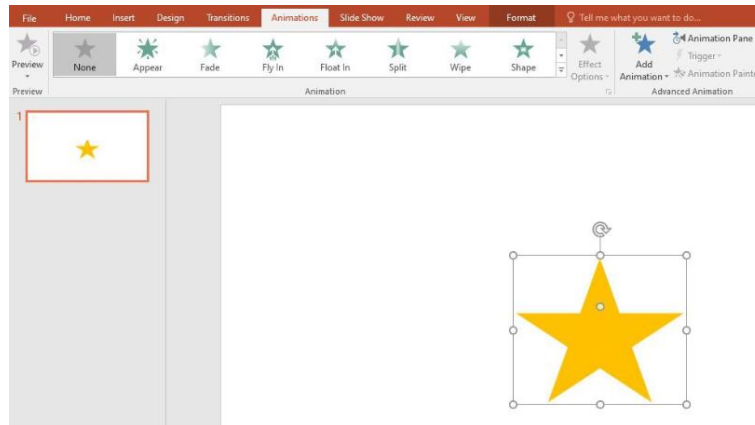 File Home Insert Design Transitions Animations Slide Show Review View Format Tell me what you want to do...
Preview
None Appear Fade Fly In Float In Split Wipe Shape
Effect Options
Add Animation
Animation Pane
Trigger
Animation Painte
Preview Animation Advanced Animation
1